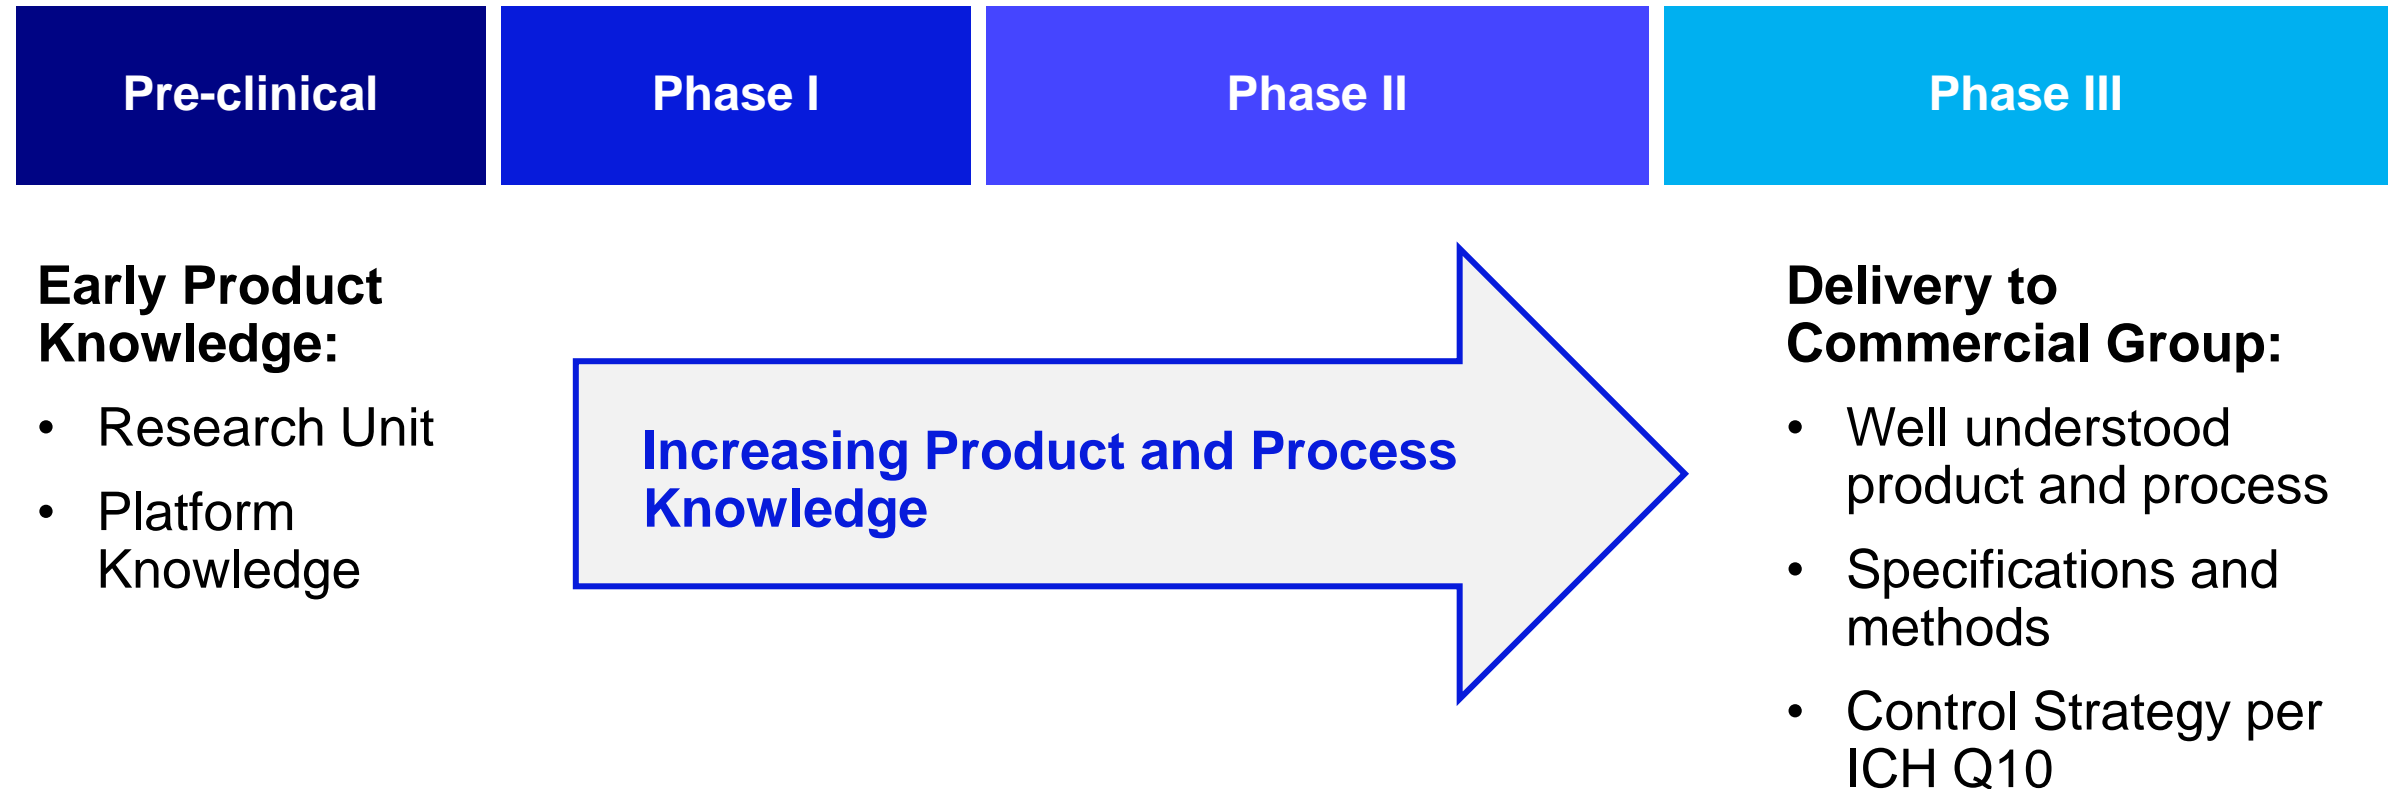 Pre-clinical
Phase I
Phase II
Phase III
Early Product
Knowledge:
• Research Unit
• Platform
Knowledge
Increasing Product and Process
Knowledge
Delivery to
Commercial Group:
• Well understood
product and process
• Specifications and
methods
• Control Strategy per
ICH Q10